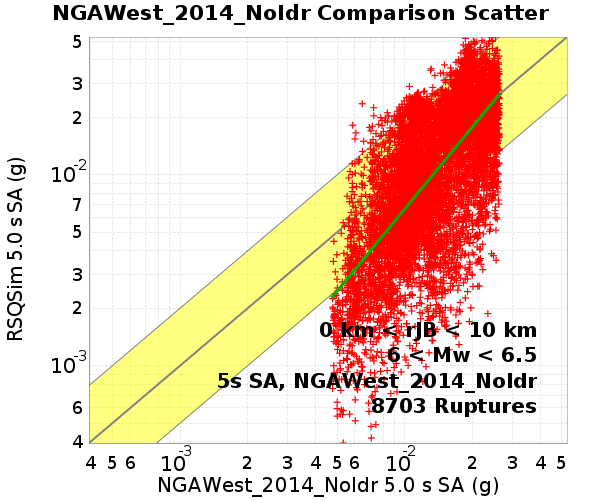 NGAWest_2014_NoIdr Comparison Scatter
5
3
2
10-2
7
5
3
2
10-3
6
4
RSQSim 5.0 s SA (g)
0 km < rJB < 10 km
6 < Mw < 6.5
5s SA, NGAWest_2014_NoIdr
8703 Ruptures
4 5 6 10-3 2 3 4 5 6 10-2 2 3 4 5
NGAWest_2014_NoIdr 5.0 s SA (g)